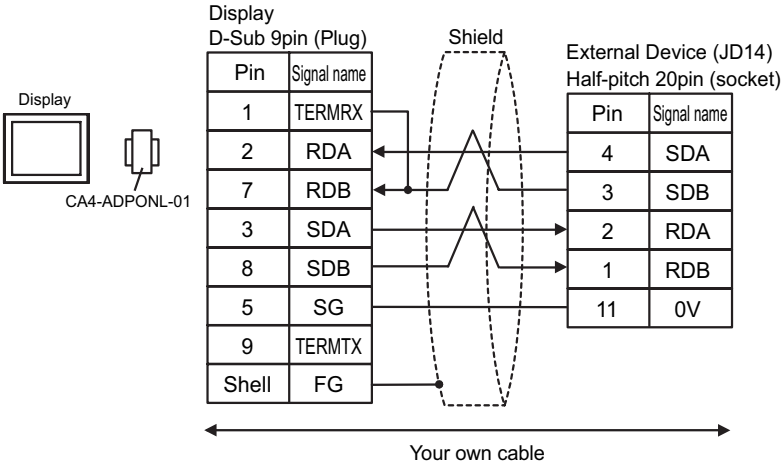 Display
D-Sub 9pin (Plug)
Shield
External Device (JD14)
Half-pitch 20pin (socket)
Display
CA4-ADPONL-01
Pin Signal name
1 TERMRX
2 RDA
7 RDB
3 SDA
8 SDB
5 SG
9 TERMTX
Shell FG
Pin Signal name
4 SDA
3 SDB
2 RDA
1 RDB
11 0V
Your own cable